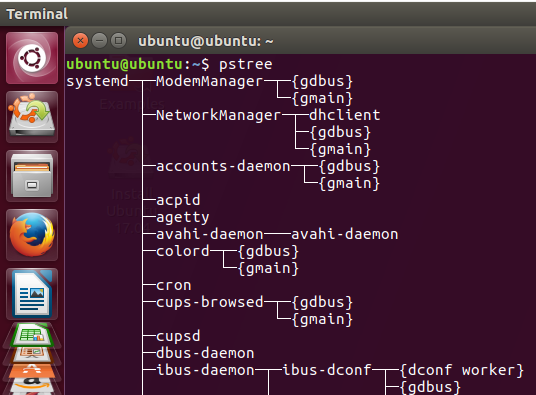 Terminal
ubuntu@ubuntu: ~
ubuntu@ubuntu:~$ pstree
systemd─┬─ModemManager─┬─{gdbus}
        │              └─{gmain}
        ├─NetworkManager─┬─dhclient
        │                ├─{gdbus}
        │                └─{gmain}
        ├─accounts-daemon─┬─{gdbus}
        │                 └─{gmain}
        ├─acpid
        ├─agetty
        ├─avahi-daemon───avahi-daemon
        ├─colord─┬─{gdbus}
        │        └─{gmain}
        ├─cron
        ├─cups-browsed─┬─{gdbus}
        │              └─{gmain}
        ├─cupsd
        ├─dbus-daemon
        ├─ibus-daemon─┬─ibus-dconf─┬─{dconf worker}
        │             │            ├─{gdbus}
Examples
Install